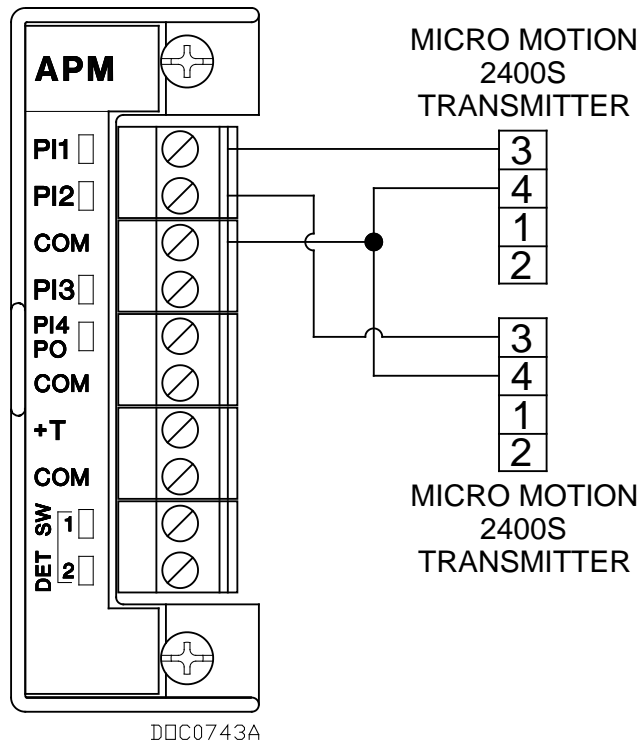 APM
PI1
PI2
COM
PI3
PI4
PO
COM
+T
COM
DET SW
1
2
MICRO MOTION
2400S
TRANSMITTER
3
4
1
2
3
4
1
2
MICRO MOTION
2400S
TRANSMITTER
DOC0743A